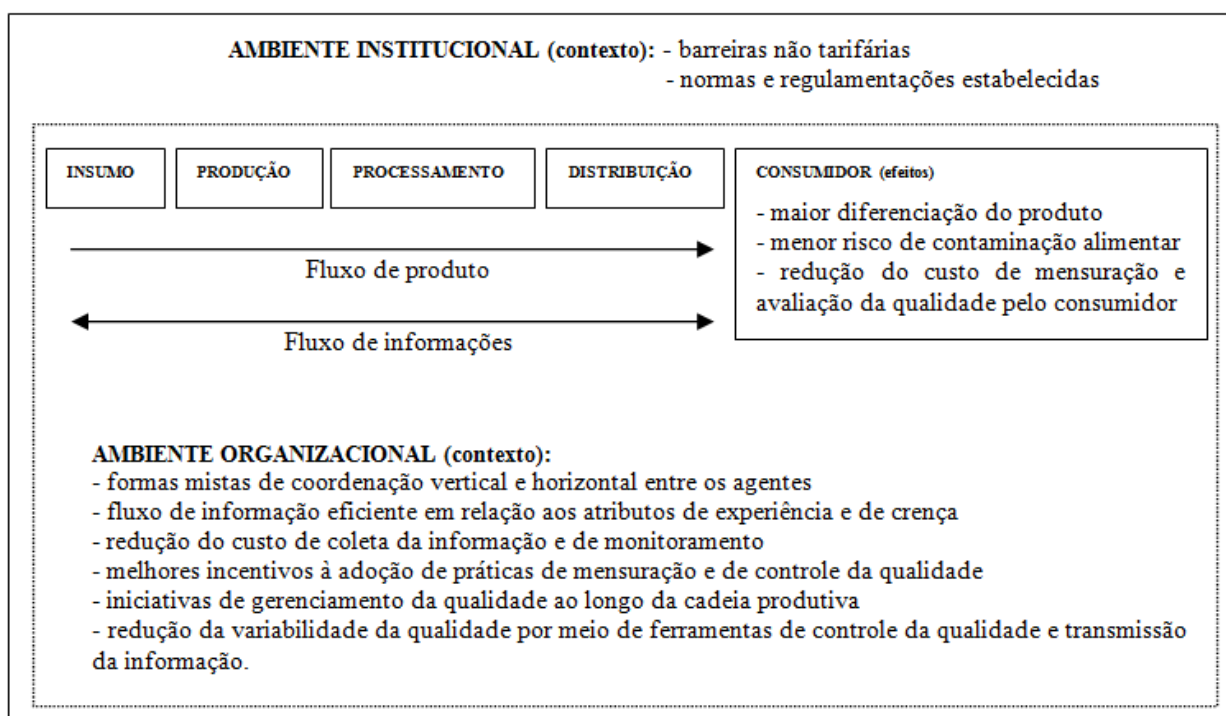 AMBIENTE INSTITUCIONAL (contexto): - barreiras não tarifárias
- normas e regulamentações estabelecidas
INSUMO
PRODUÇÃO
PROCESSAMENTO
DISTRIBUIÇÃO
CONSUMIDOR (efeitos)
- maior diferenciação do produto
- menor risco de contaminação alimentar
- redução do custo de mensuração e
avaliação da qualidade pelo consumidor
Fluxo de produto
Fluxo de informações
AMBIENTE ORGANIZACIONAL (contexto):
- formas mistas de coordenação vertical e horizontal entre os agentes
- fluxo de informação eficiente em relação aos atributos de experiência e de crença
- redução do custo de coleta da informação e de monitoramento
- melhores incentivos à adoção de práticas de mensuração e de controle da qualidade
- iniciativas de gerenciamento da qualidade ao longo da cadeia produtiva
- redução da variabilidade da qualidade por meio de ferramentas de controle da qualidade e transmissão
da informação.